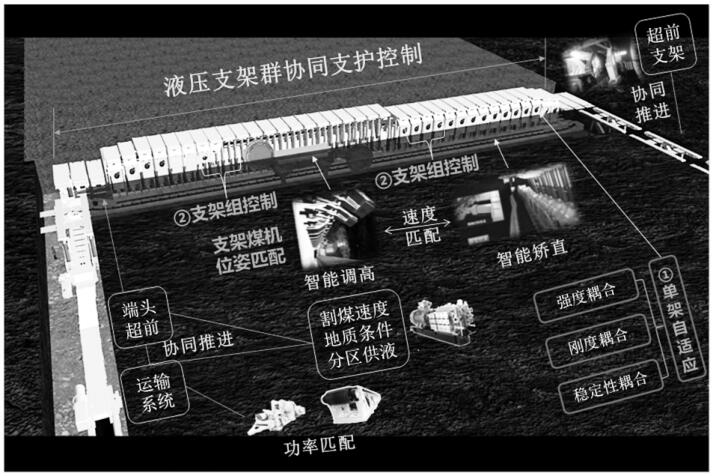 液压支架群协同支护控制
超前
支架
协同
推进
②支架组控制
②支架组控制
支架煤机
位姿匹配
速度
匹配
智能调高
智能矫直
端头
超前
协同推进
运输
系统
割煤速度
地质条件
分区供液
功率匹配
强度耦合
刚度耦合
稳定性耦合
①单架自适应